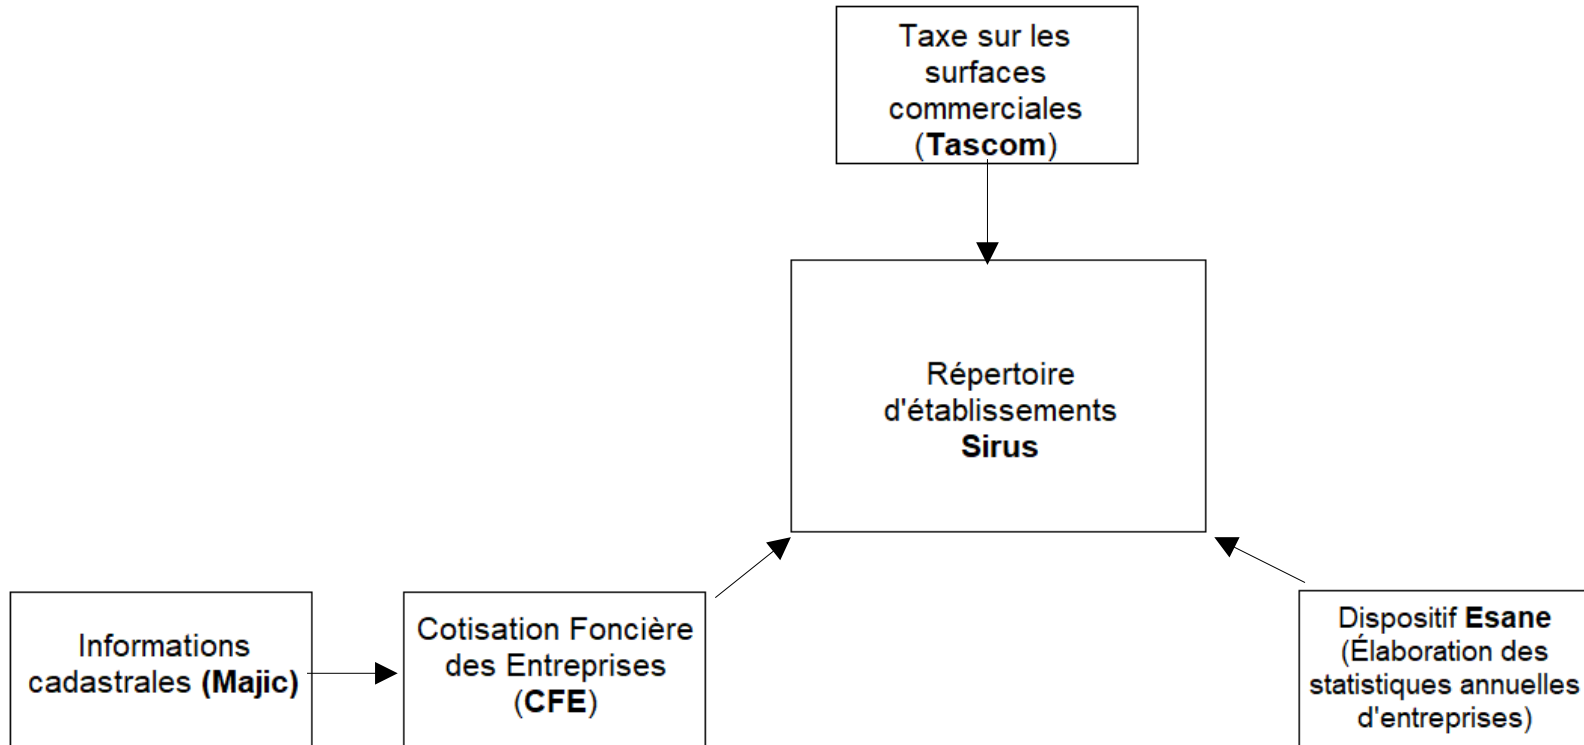 Taxe sur les
surfaces
commerciales
(Tascom)
Répertoire
d'établissements
Sirus
Informations
cadastrales (Majic)
Cotisation Foncière
des Entreprises
(CFE)
Dispositif Esane
(Élaboration des
statistiques annuelles
d'entreprises)